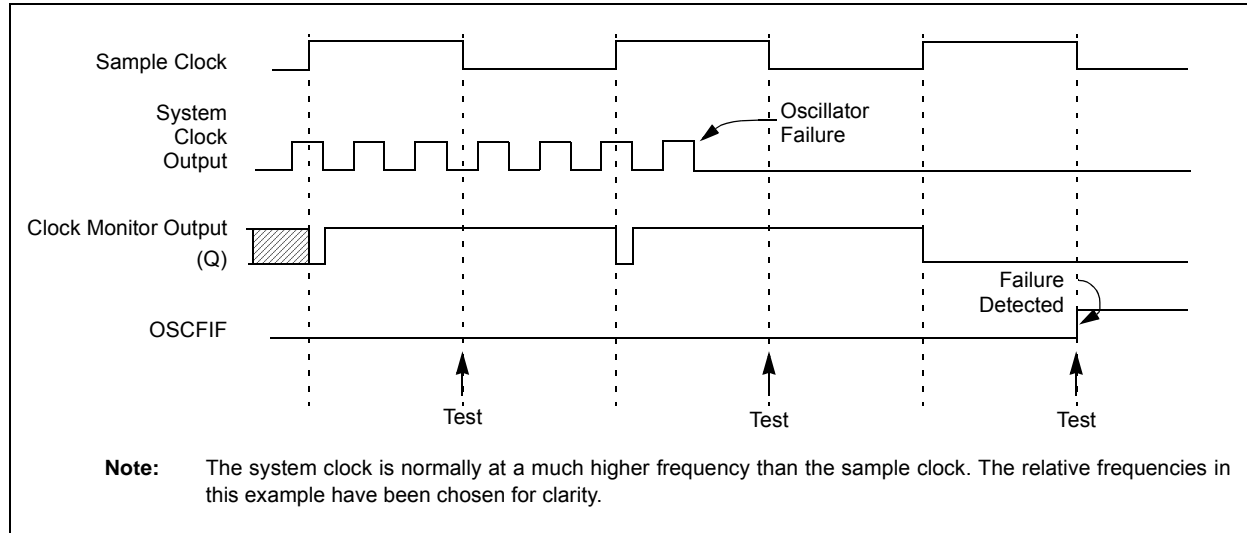 Sample Clock
System
Clock
Output
Oscillator
Failure
Clock Monitor Output
(Q)
Failure
Detected
OSCFIF
Test
Test
Test
Note: The system clock is normally at a much higher frequency than the sample clock. The relative frequencies in
this example have been chosen for clarity.